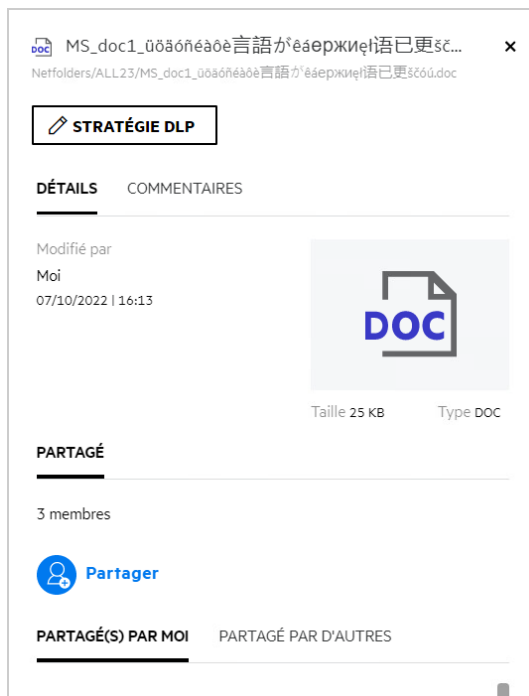 DOC MS_doc1_üöäóñéàôè言語がêáержиęłh语已更šč... ×
Netfolders/ALL23/MS_doc1_üöäóñéàôè言語がêáержиęłh语已更ščóú.doc
STRATÉGIE DLP
DÉTAILS COMMENTAIRES
Modifié par
Moi
07/10/2022 | 16:13
DOC
Taille 25 KB Type DOC
PARTAGÉ
3 membres
Partager
PARTAGÉ(S) PAR MOI PARTAGÉ PAR D'AUTRES